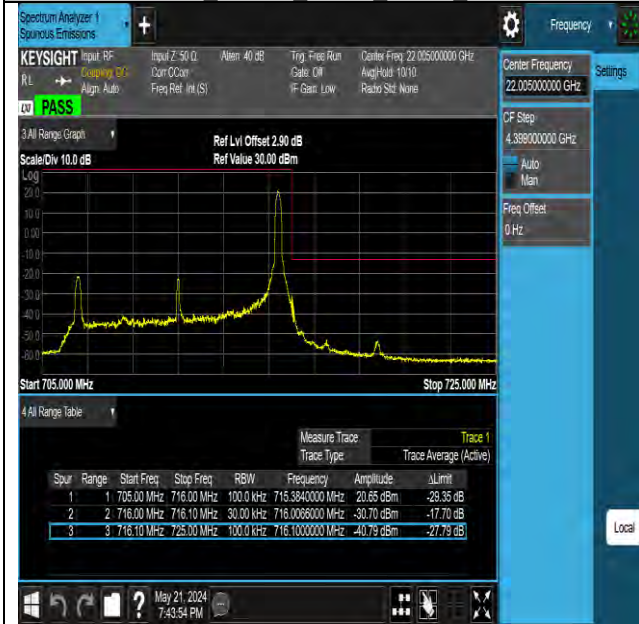 Spectrum Analyzer 1
Spurious Emissions
Frequency
KEYSIGHT Input: RF Input Z: 50 Ω Atten: 40 dB Trig: Free Run Center Freq: 22.005000000 GHz
RL Coupling: DC Corr CCorr Gate: Off Avg|Hold: 10/10
Align: Auto Freq Ref: Int (S) IF Gain: Low Radio Std: None
PASS
Center Frequency
22.005000000 GHz
Settings
CF Step
4.399000000 GHz
Auto
Man
Freq Offset
0 Hz
Local
3 All Range Graph
Ref Lvl Offset 2.90 dB
Scale/Div 10.0 dB Ref Value 30.00 dBm
Log
20.0
10.0
0.00
-10.0
-20.0
-30.0
-40.0
-50.0
-60.0
Start 705.000 MHz Stop 725.000 MHz
4 All Range Table
Measure Trace Trace 1
Trace Type Trace Average (Active)
Spur Range Start Freq Stop Freq RBW Frequency Amplitude ΔLimit
1 1 705.00 MHz 716.00 MHz 100.0 kHz 715.3840000 MHz 20.65 dBm -29.35 dB
2 2 716.00 MHz 716.10 MHz 30.00 kHz 716.0066000 MHz -30.70 dBm -17.70 dB
3 3 716.10 MHz 725.00 MHz 100.0 kHz 716.1000000 MHz -40.79 dBm -27.79 dB
May 21, 2024
7:43:54 PM